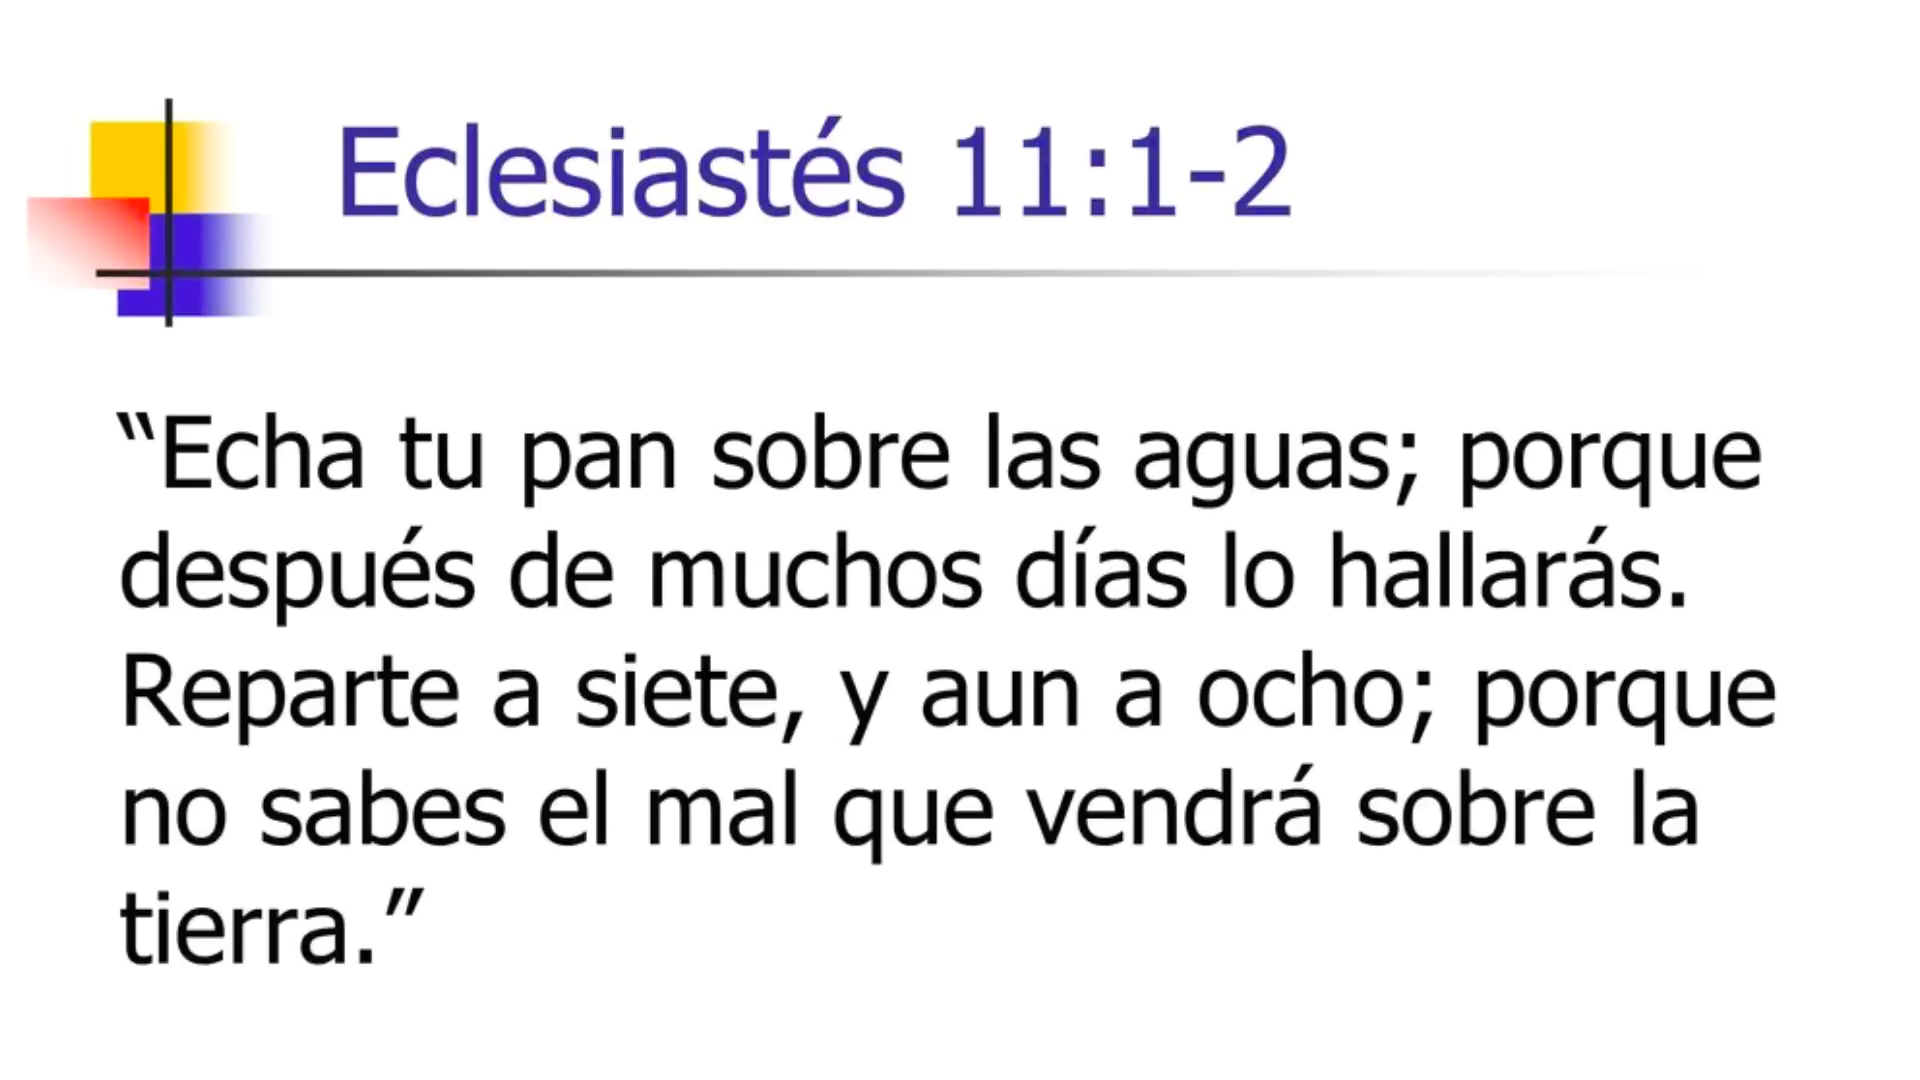 Eclesiastés 11:1-2
“Echa tu pan sobre las aguas; porque
después de muchos días lo hallarás.
Reparte a siete, y aun a ocho; porque
no sabes el mal que vendrá sobre la
tierra.”